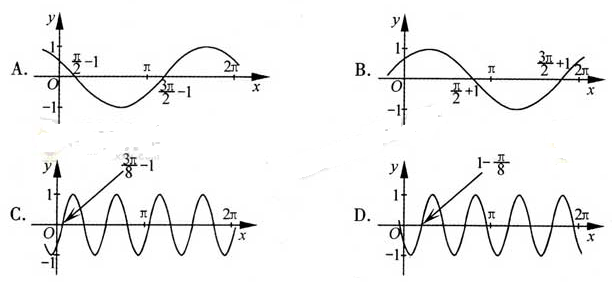 A. y 1 π/2 −1 π 2π O 3π/2 −1 x −1
B. y 1 3π/2 +1 π 2π O π/2 +1 x −1
C. y 3π/8 −1 1 π 2π O x −1
D. y 1− π/8 1 π 2π O x −1